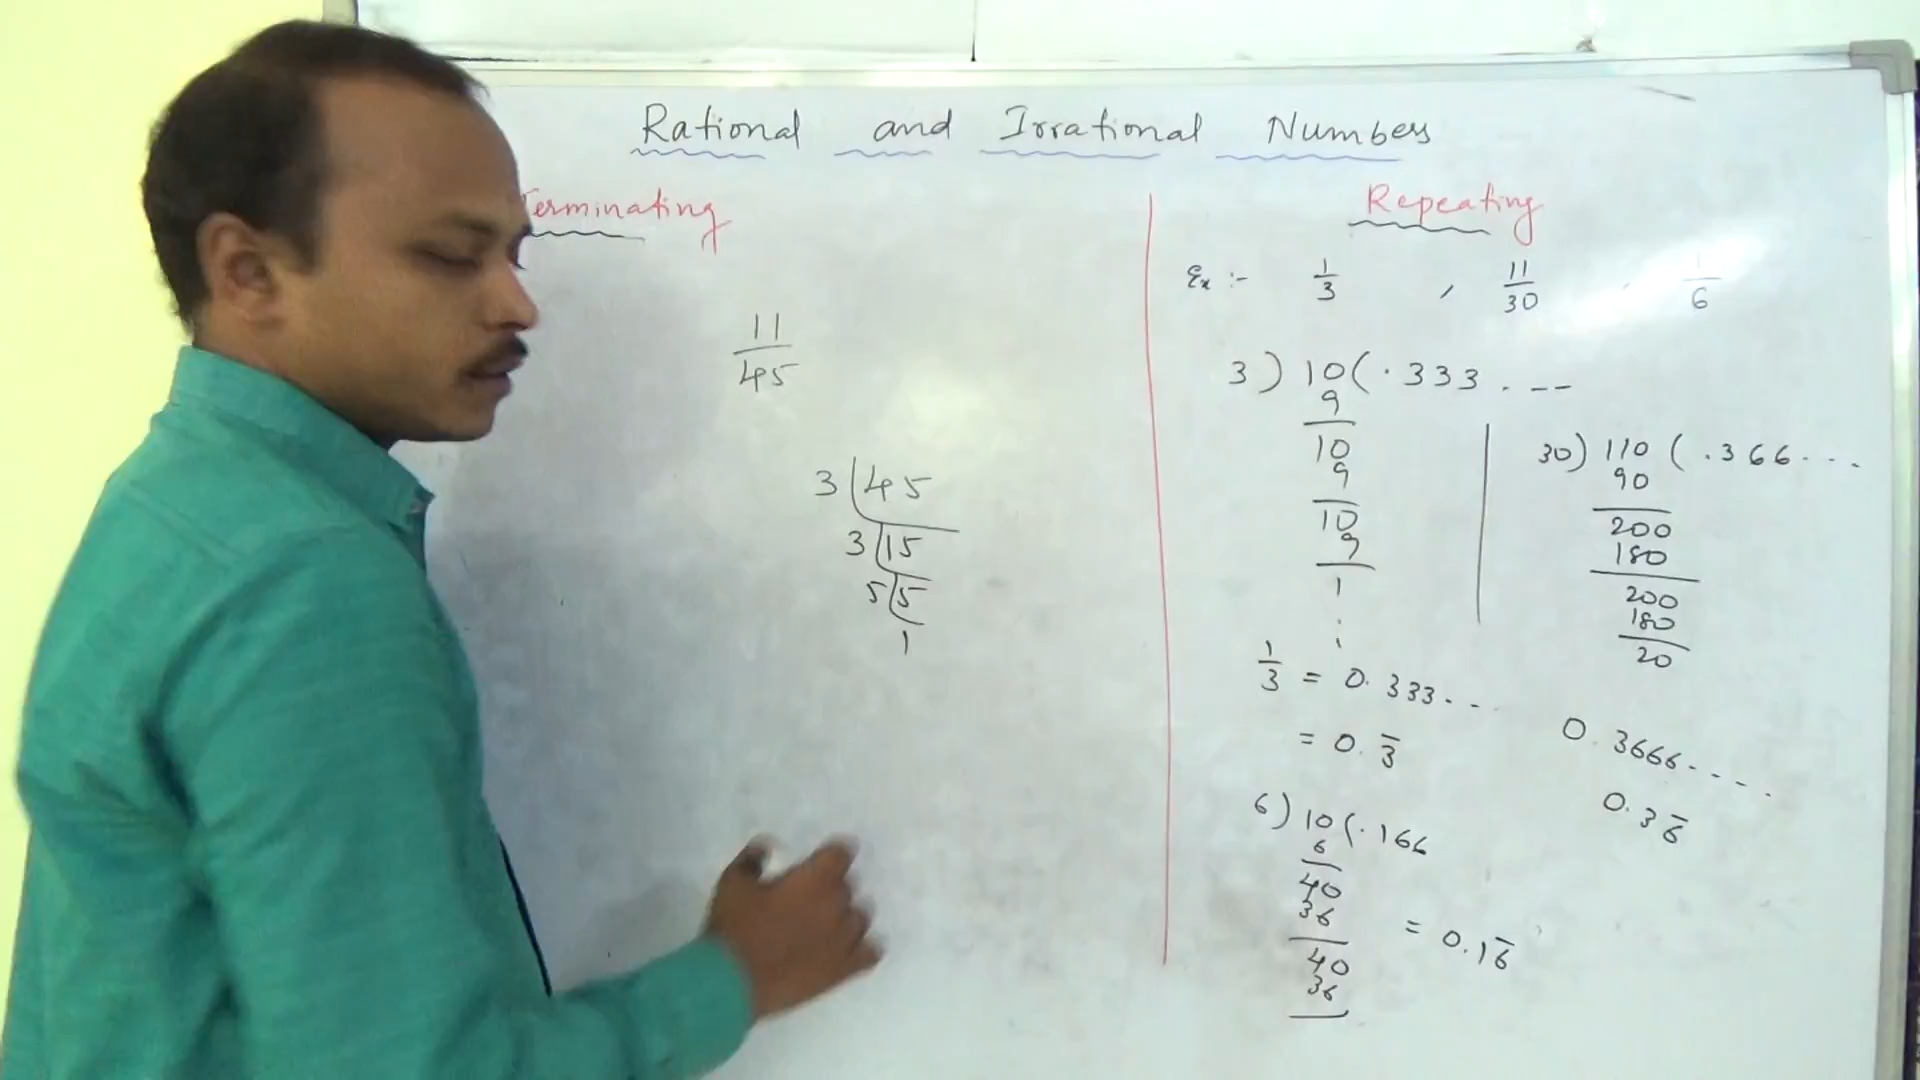 Rational and Irrational Numbers
Terminating
11
45
3 | 45
3 | 15
5 | 5
1
Repeating
Ex :- 1/3 , 11/30 , 1/6
3 ) 10 ( .333 . --
9
10
9
10
9
1
:
30 ) 110 ( .366 ...
90
200
180
200
180
20
1/3 = 0.333 - - -
= 0.3̅
0.3666 - - - .
0.36̅
6 ) 10 ( .166
6
40
36
40
36
= 0.16̅